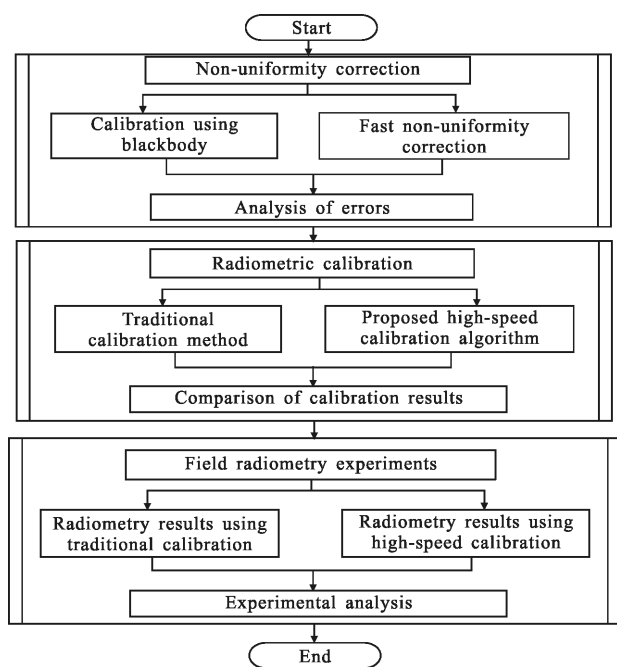 Start
Non-uniformity correction
Calibration using
blackbody
Fast non-uniformity
correction
Analysis of errors
Radiometric calibration
Traditional
calibration method
Proposed high-speed
calibration algorithm
Comparison of calibration results
Field radiometry experiments
Radiometry results using
traditional calibration
Radiometry results using
high-speed calibration
Experimental analysis
End